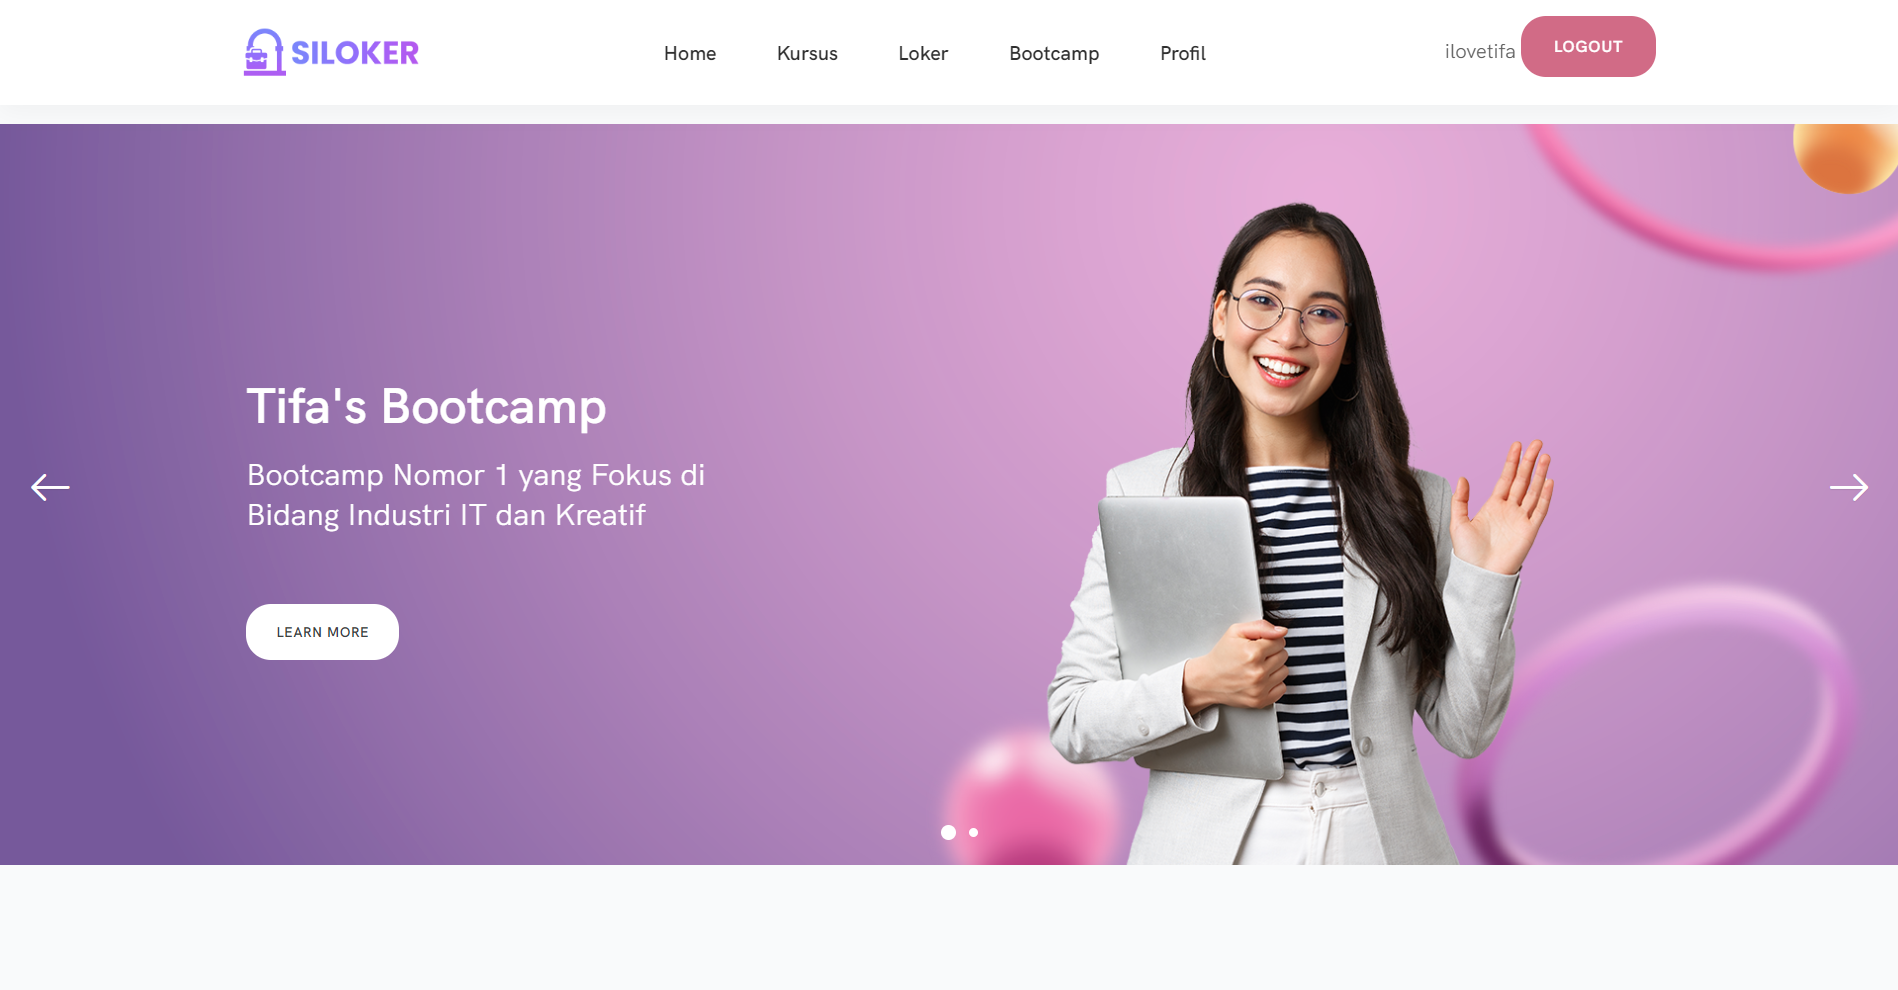 SILOKER
Home
Kursus
Loker
Bootcamp
Profil
ilovetifa
LOGOUT
Tifa's Bootcamp
Bootcamp Nomor 1 yang Fokus di
Bidang Industri IT dan Kreatif
LEARN MORE